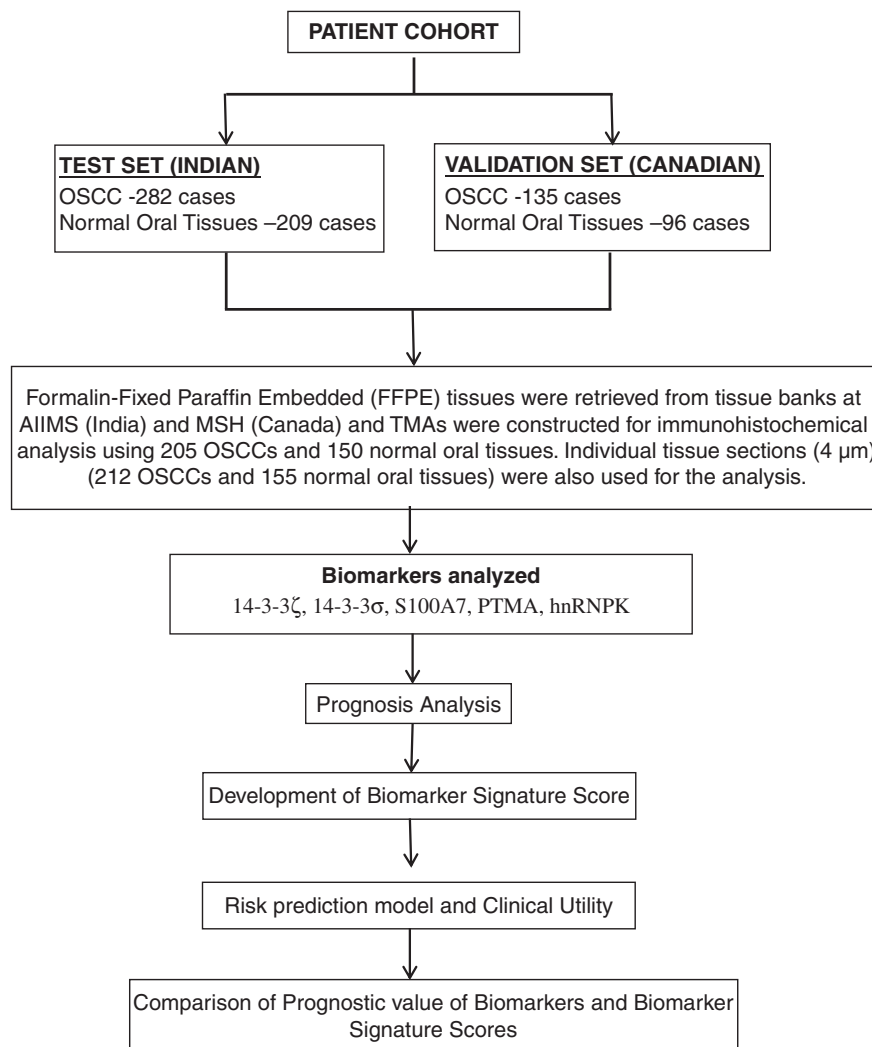 PATIENT COHORT
TEST SET (INDIAN)
OSCC -282 cases
Normal Oral Tissues –209 cases
VALIDATION SET (CANADIAN)
OSCC -135 cases
Normal Oral Tissues –96 cases
Formalin-Fixed Paraffin Embedded (FFPE) tissues were retrieved from tissue banks at
AIIMS (India) and MSH (Canada) and TMAs were constructed for immunohistochemical
analysis using 205 OSCCs and 150 normal oral tissues. Individual tissue sections (4 µm)
(212 OSCCs and 155 normal oral tissues) were also used for the analysis.
Biomarkers analyzed
14-3-3ζ, 14-3-3σ, S100A7, PTMA, hnRNPK
Prognosis Analysis
Development of Biomarker Signature Score
Risk prediction model and Clinical Utility
Comparison of Prognostic value of Biomarkers and Biomarker
Signature Scores